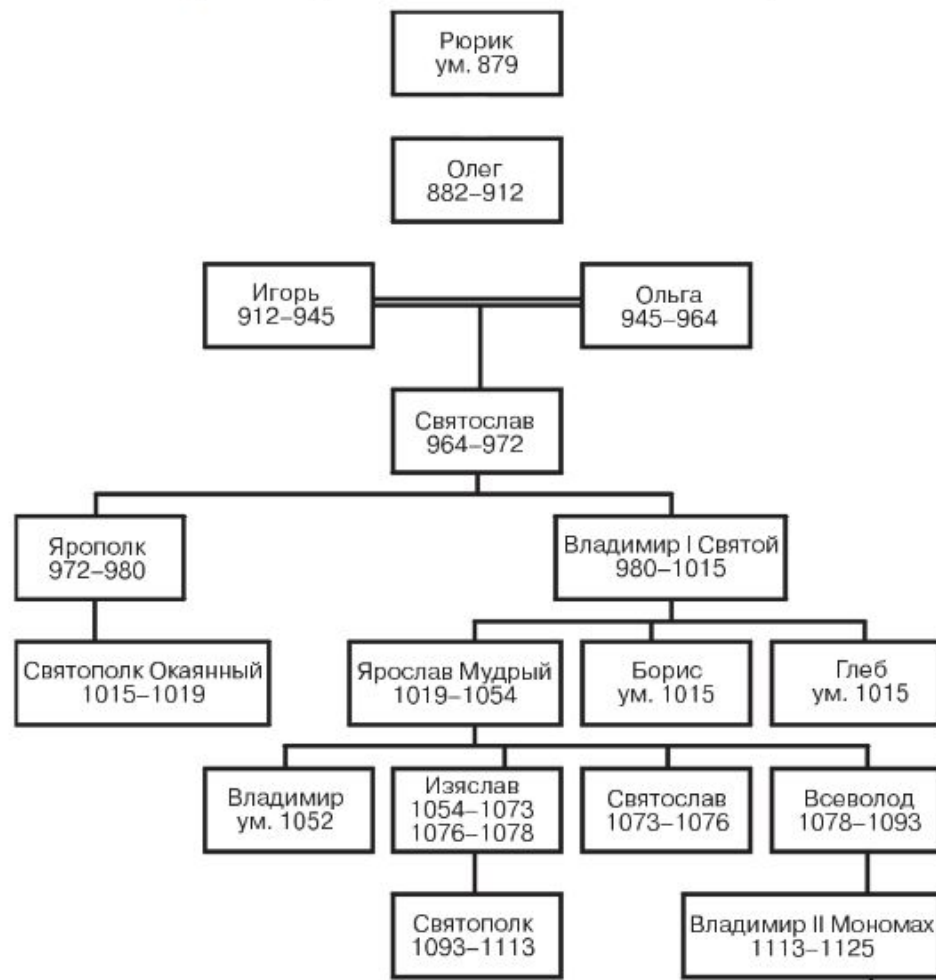 Рюрик
ум. 879
Олег
882–912
Игорь
912–945
Ольга
945–964
Святослав
964–972
Ярополк
972–980
Владимир I Святой
980–1015
Святополк Окаянный
1015–1019
Ярослав Мудрый
1019–1054
Борис
ум. 1015
Глеб
ум. 1015
Владимир
ум. 1052
Изяслав
1054–1073
1076–1078
Святослав
1073–1076
Всеволод
1078–1093
Святополк
1093–1113
Владимир II Мономах
1113–1125